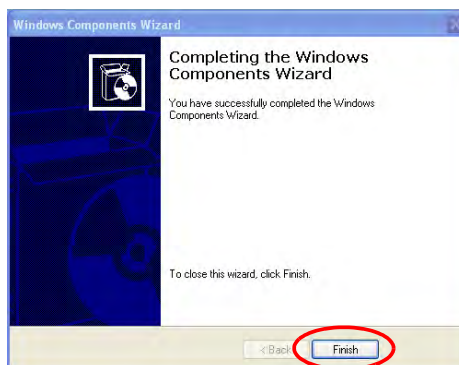 Windows Components Wizard
Completing the Windows
Components Wizard
You have successfully completed the Windows
Components Wizard.
To close this wizard, click Finish.
< Back
Finish